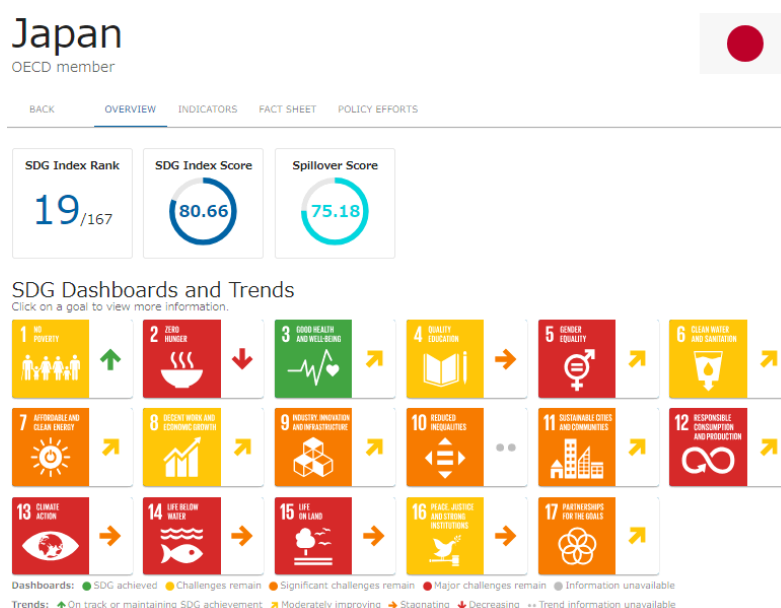 Japan
OECD member
BACK OVERVIEW INDICATORS FACT SHEET POLICY EFFORTS
SDG Index Rank
19/167
SDG Index Score
80.66
Spillover Score
75.18
SDG Dashboards and Trends
Click on a goal to view more information.
1 NO
POVERTY
2 ZERO
HUNGER
3 GOOD HEALTH
AND WELL-BEING
4 QUALITY
EDUCATION
5 GENDER
EQUALITY
6 CLEAN WATER
AND SANITATION
7 AFFORDABLE AND
CLEAN ENERGY
8 DECENT WORK AND
ECONOMIC GROWTH
9 INDUSTRY, INNOVATION
AND INFRASTRUCTURE
10 REDUCED
INEQUALITIES
11 SUSTAINABLE CITIES
AND COMMUNITIES
12 RESPONSIBLE
CONSUMPTION
AND PRODUCTION
13 CLIMATE
ACTION
14 LIFE BELOW
WATER
15 LIFE
ON LAND
16 PEACE, JUSTICE
AND STRONG
INSTITUTIONS
17 PARTNERSHIPS
FOR THE GOALS
Dashboards: SDG achieved Challenges remain Significant challenges remain Major challenges remain Information unavailable
Trends: On track or maintaining SDG achievement Moderately improving Stagnating Decreasing Trend information unavailable